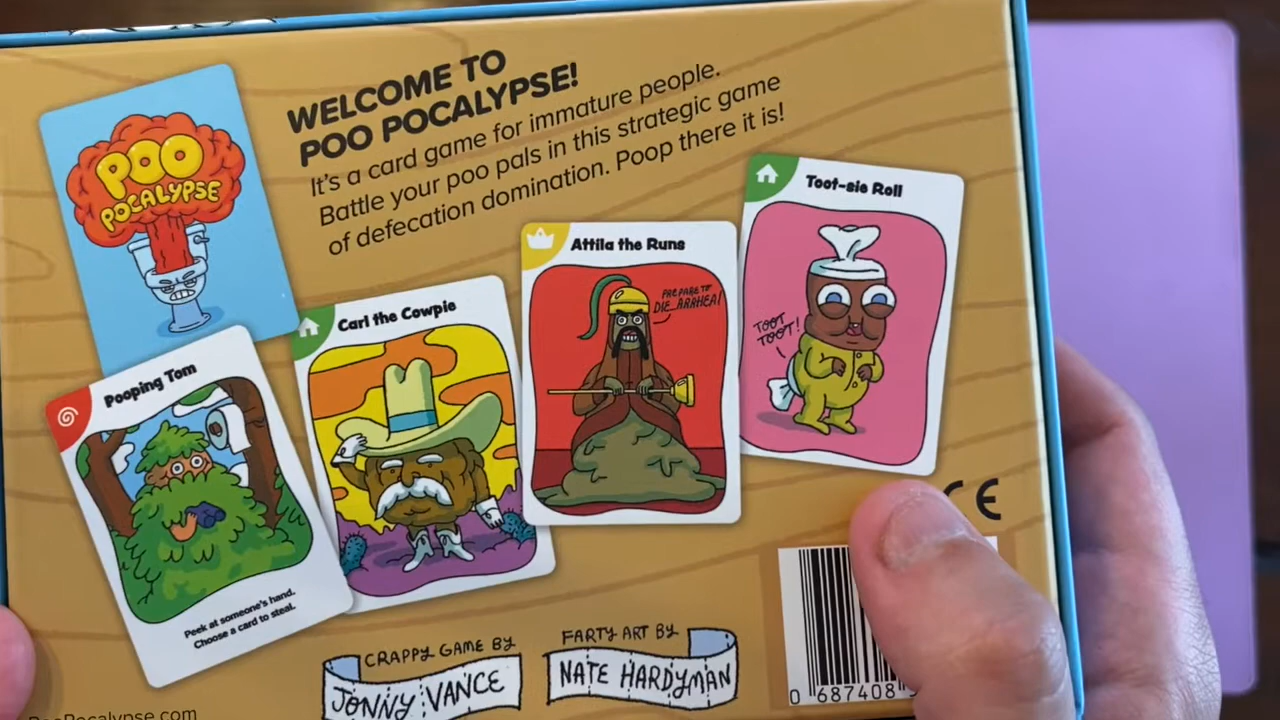 WELCOME TO
POO POCALYPSE!
It's a card game for immature people.
Battle your poo pals in this strategic game
of defecation domination. Poop there it is!
POO
POCALYPSE
Pooping Tom
Peek at someone's hand.
Choose a card to steal.
Carl the Cowpie
Attila the Runs
PREPARE TO
DIE_ARRHEA!
Toot-sie Roll
TOOT
TOOT!
CE
CRAPPY GAME BY
JONNY VANCE
FARTY ART BY
NATE HARDYMAN
0 687408
PooPocalypse.com